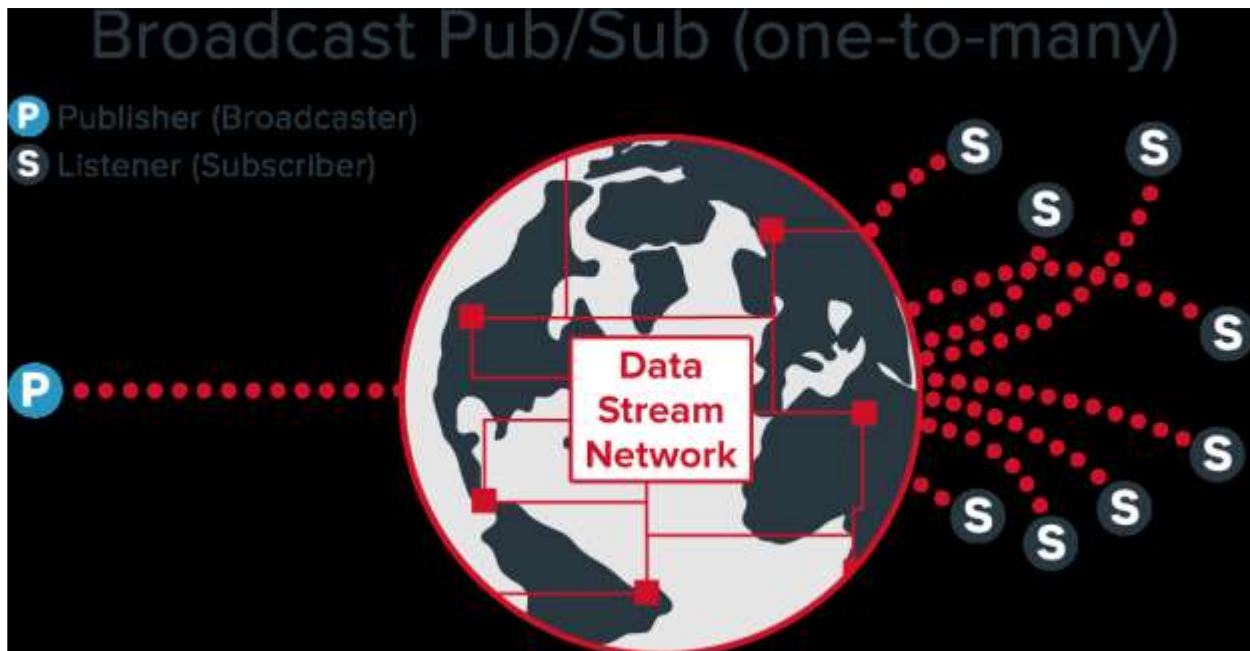 Broadcast Pub/Sub (one-to-many)
P Publisher (Broadcaster)
S Listener (Subscriber)
S
S
S
S
P
Data
Stream
Network
S
S
S
S